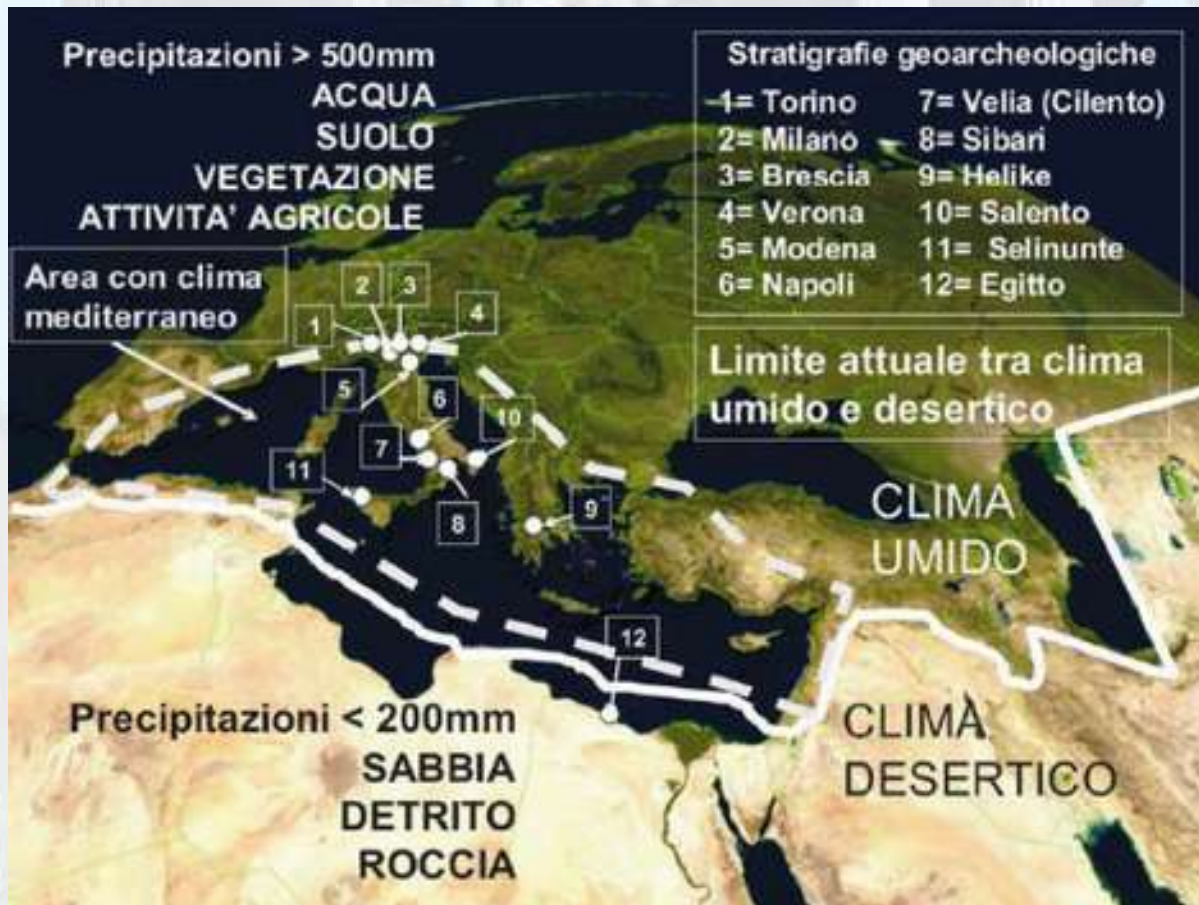 Precipitazioni > 500mm
ACQUA
SUOLO
VEGETAZIONE
ATTIVITA' AGRICOLE
Stratigrafie geoarcheologiche
1= Torino
2= Milano
3= Brescia
4= Verona
5= Modena
6= Napoli
7= Velia (Cilento)
8= Sibari
9= Helike
10= Salento
11= Selinunte
12= Egitto
Area con clima
mediterraneo
Limite attuale tra clima
umido e desertico
2
3
1
4
5
6
10
7
11
8
9
12
CLIMA
UMIDO
Precipitazioni < 200mm
SABBIA
DETRITO
ROCCIA
CLIMA
DESERTICO